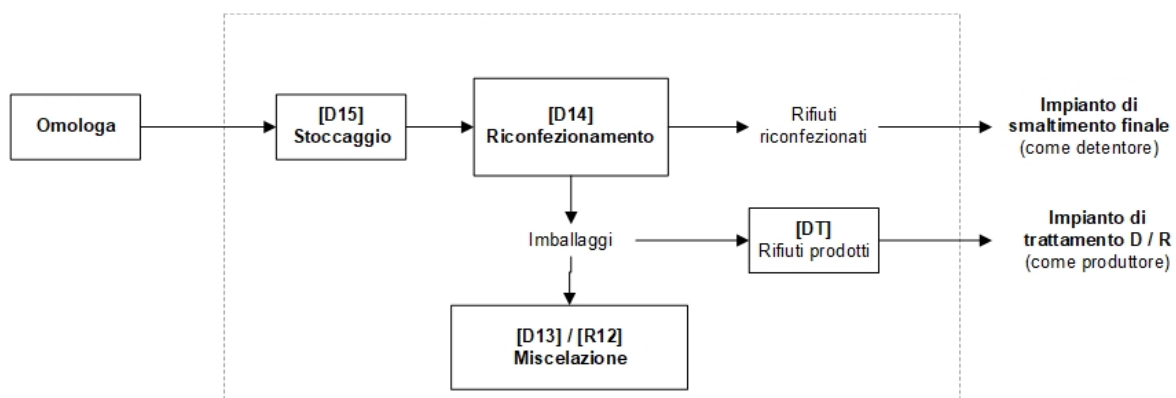 Omologa
[D15]
Stoccaggio
[D14]
Riconfezionamento
Rifiuti
riconfezionati
Impianto di
smaltimento finale
(come detentore)
Imballaggi
[DT]
Rifiuti prodotti
Impianto di
trattamento D / R
(come produttore)
[D13] / [R12]
Miscelazione